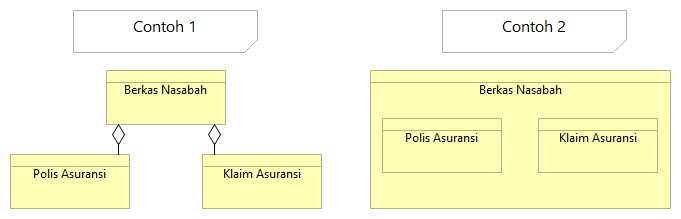 Contoh 1
Berkas Nasabah
Polis Asuransi
Klaim Asuransi
Contoh 2
Berkas Nasabah
Polis Asuransi
Klaim Asuransi